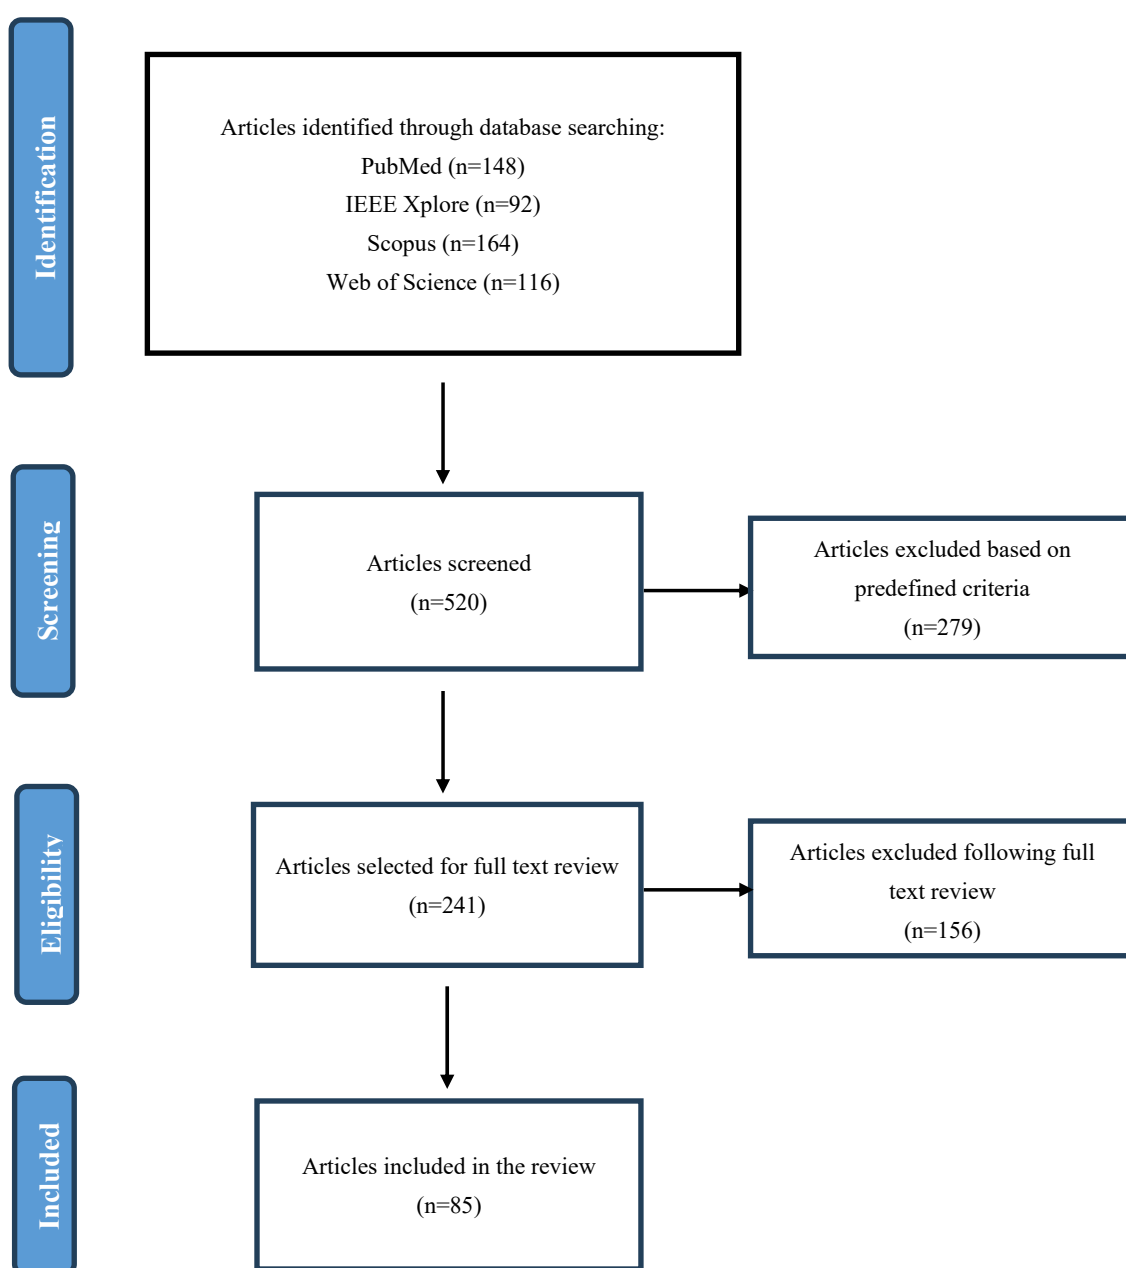 Identification
Articles identified through database searching:
PubMed (n=148)
IEEE Xplore (n=92)
Scopus (n=164)
Web of Science (n=116)
Screening
Articles screened
(n=520)
Articles excluded based on
predefined criteria
(n=279)
Eligibility
Articles selected for full text review
(n=241)
Articles excluded following full
text review
(n=156)
Included
Articles included in the review
(n=85)